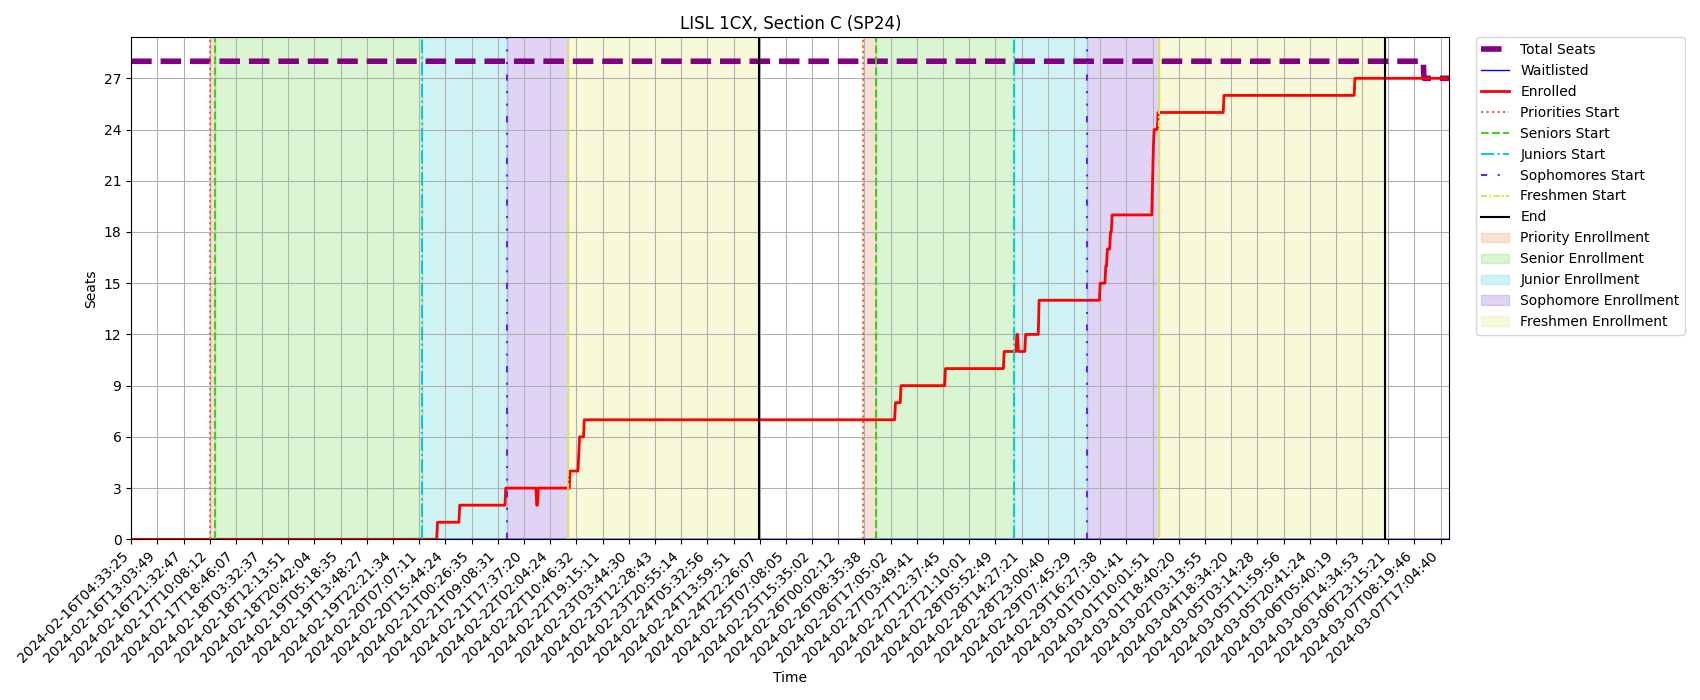 LISL 1CX, Section C (SP24)
Seats
27
24
21
18
15
12
9
6
3
0
2024-02-16T04:33:25
2024-02-16T13:03:49
2024-02-16T21:32:47
2024-02-17T10:08:12
2024-02-17T18:46:07
2024-02-18T03:32:37
2024-02-18T12:13:51
2024-02-18T20:42:04
2024-02-19T05:18:35
2024-02-19T13:48:27
2024-02-19T22:21:34
2024-02-20T07:07:11
2024-02-20T15:44:24
2024-02-21T00:26:35
2024-02-21T09:08:31
2024-02-21T17:37:20
2024-02-22T02:04:24
2024-02-22T10:46:32
2024-02-22T19:15:11
2024-02-23T03:44:30
2024-02-23T12:28:43
2024-02-23T20:55:14
2024-02-24T05:32:56
2024-02-24T13:59:51
2024-02-24T22:26:07
2024-02-25T07:08:05
2024-02-25T15:35:02
2024-02-26T00:02:12
2024-02-26T08:35:38
2024-02-26T17:05:02
2024-02-27T03:49:41
2024-02-27T12:37:45
2024-02-27T21:10:01
2024-02-28T05:52:49
2024-02-28T14:27:21
2024-02-28T23:00:40
2024-02-29T07:45:29
2024-02-29T16:27:38
2024-03-01T01:01:41
2024-03-01T10:01:51
2024-03-01T18:40:20
2024-03-02T03:13:55
2024-03-04T18:34:20
2024-03-05T03:14:28
2024-03-05T11:59:56
2024-03-05T20:41:24
2024-03-06T05:40:19
2024-03-06T14:34:53
2024-03-06T23:15:21
2024-03-07T08:19:46
2024-03-07T17:04:40
Time
Total Seats
Waitlisted
Enrolled
Priorities Start
Seniors Start
Juniors Start
Sophomores Start
Freshmen Start
End
Priority Enrollment
Senior Enrollment
Junior Enrollment
Sophomore Enrollment
Freshmen Enrollment